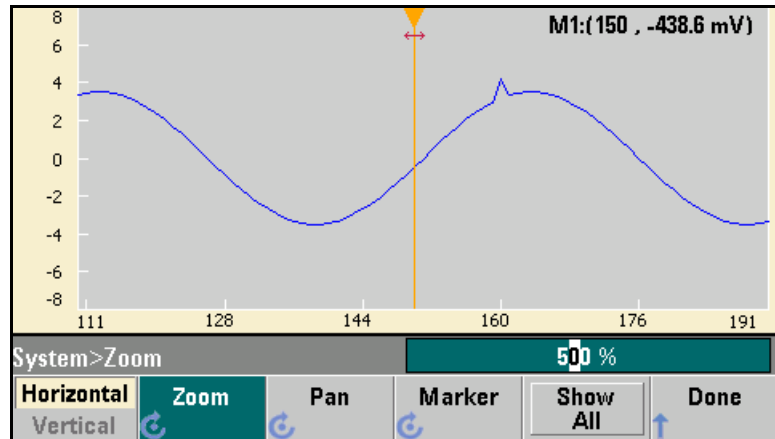 8
M1:(150 , -438.6 mV)
6
4
2
0
-2
-4
-6
-8
111 128 144 160 176 191
System>Zoom 500 %
Horizontal Zoom Pan Marker Show All Done
Vertical